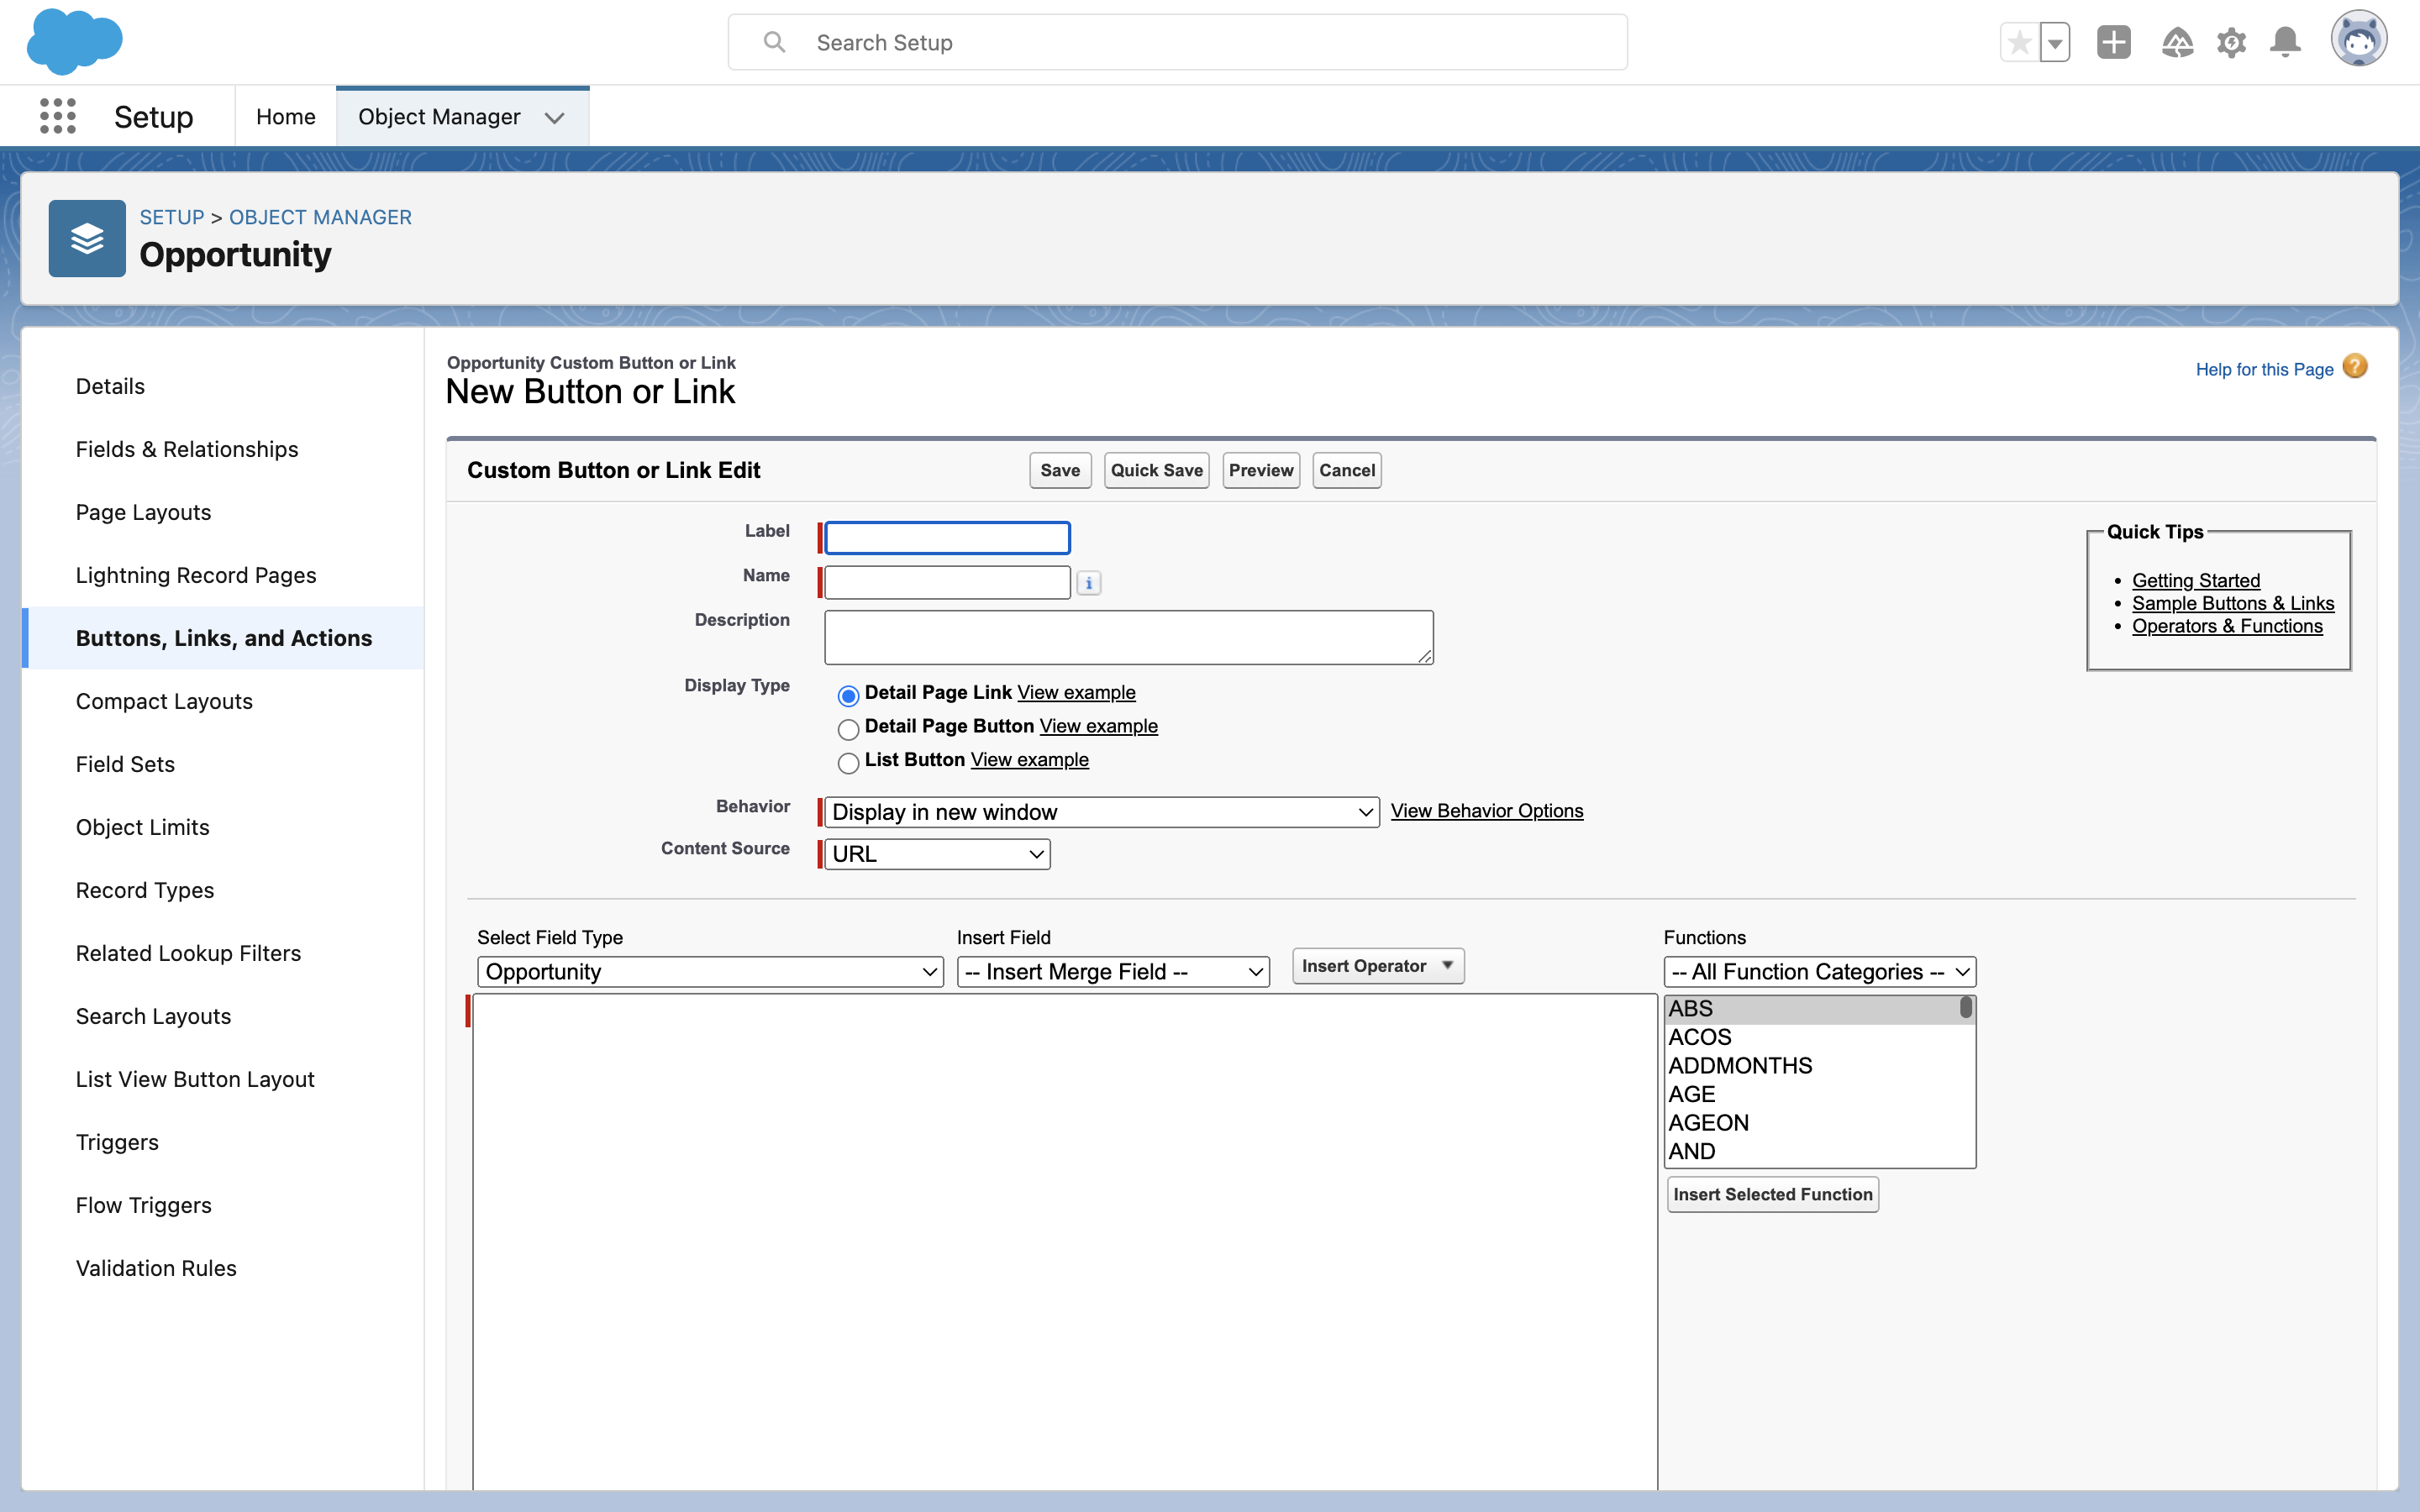 Search Setup
Setup
Home
Object Manager
SETUP > OBJECT MANAGER
Opportunity
Details
Fields & Relationships
Page Layouts
Lightning Record Pages
Buttons, Links, and Actions
Compact Layouts
Field Sets
Object Limits
Record Types
Related Lookup Filters
Search Layouts
List View Button Layout
Triggers
Flow Triggers
Validation Rules
Opportunity Custom Button or Link
New Button or Link
Help for this Page
Custom Button or Link Edit
Save
Quick Save
Preview
Cancel
Label
Name
Description
Display Type
Detail Page Link View example
Detail Page Button View example
List Button View example
Behavior
Display in new window
View Behavior Options
Content Source
URL
Quick Tips
Getting Started
Sample Buttons & Links
Operators & Functions
Select Field Type
Opportunity
Insert Field
-- Insert Merge Field --
Insert Operator
Functions
-- All Function Categories --
ABS
ACOS
ADDMONTHS
AGE
AGEON
AND
Insert Selected Function